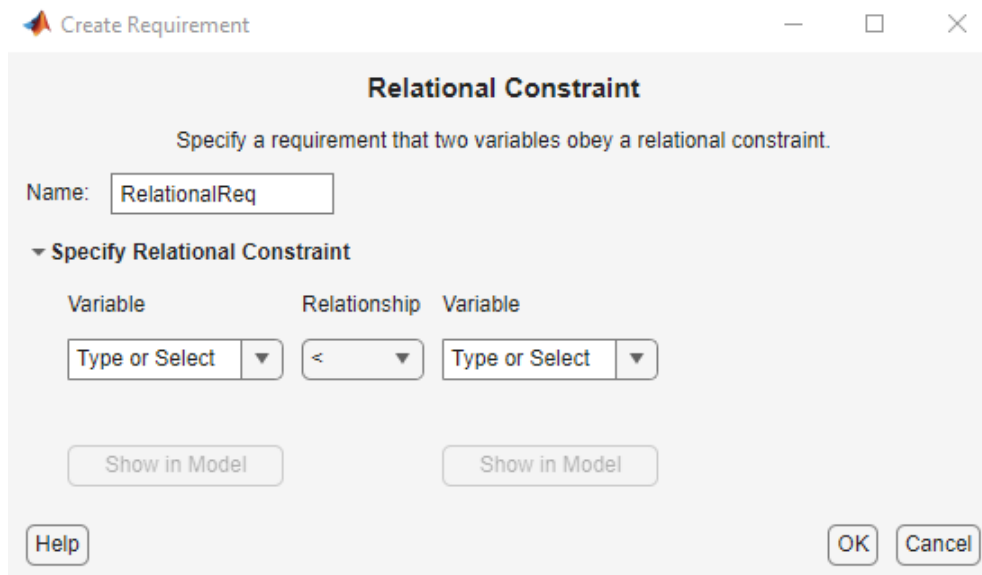 Create Requirement
Relational Constraint
Specify a requirement that two variables obey a relational constraint.
Name: RelationalReq
Specify Relational Constraint
Variable Relationship Variable
Type or Select < Type or Select
Show in Model Show in Model
Help OK Cancel